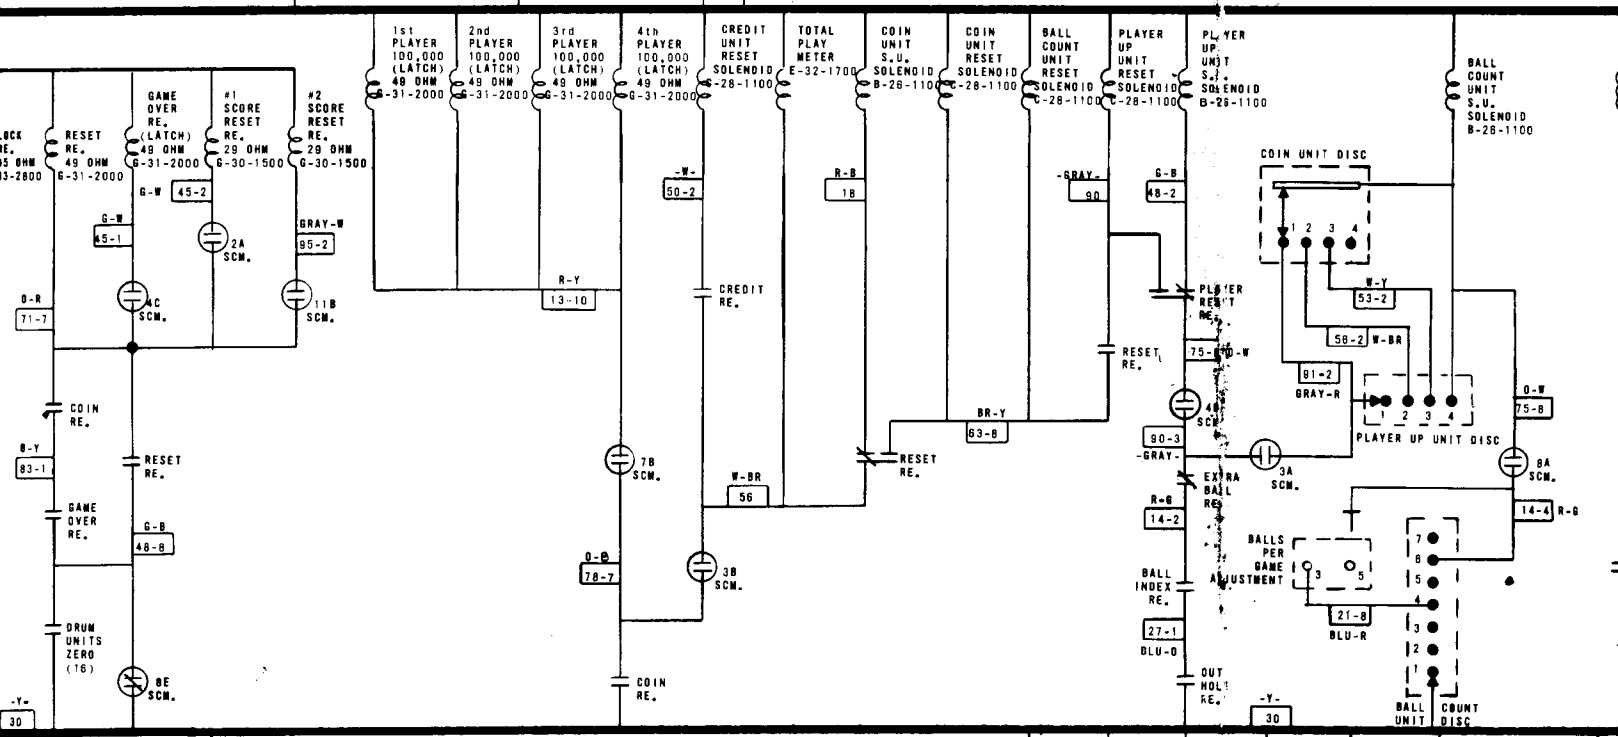 LOCK
RE.
RESET
RE.
49 OHM
G-31-2000
GAME
OVER
RE.
(LATCH)
49 OHM
G-31-2000
#1
SCORE
RESET
RE.
29 OHM
G-30-1500
#2
SCORE
RESET
RE.
29 OHM
G-30-1500
1st
PLAYER
100,000
(LATCH)
49 OHM
G-31-2000
2nd
PLAYER
100,000
(LATCH)
49 OHM
G-31-2000
3rd
PLAYER
100,000
(LATCH)
49 OHM
G-31-2000
4th
PLAYER
100,000
(LATCH)
49 OHM
G-31-2000
CREDIT
UNIT
RESET
SOLENOID
G-28-1100
TOTAL
PLAY
METER
E-32-1700
COIN
UNIT
S.U.
SOLENOID
B-26-1100
COIN
UNIT
RESET
SOLENOID
C-28-1100
BALL
COUNT
UNIT
RESET
SOLENOID
C-28-1100
PLAYER
UP
UNIT
RESET
SOLENOID
C-28-1100
PLAYER
UP
UNIT
S.U.
SOLENOID
B-26-1100
BALL
COUNT
UNIT
S.U.
SOLENOID
B-26-1100
G-W
45-2
G-W
45-1
GRAY-W
95-2
2A
SCM.
4C
SCM.
11B
SCM.
O-R
71-7
COIN
RE.
B-Y
83-1
RESET
RE.
GAME
OVER
RE.
G-B
48-8
DRUM
UNITS
ZERO
(16)
8E
SCM.
-Y-
30
R-Y
13-10
-W-
50-2
CREDIT
RE.
7B
SCM.
W-BR
56
O-B
78-7
3B
SCM.
COIN
RE.
R-B
18
RESET
RE.
BR-Y
63-8
-GRAY-
90
RESET
RE.
G-B
48-2
PLAYER
RESET
RE.
75- O-W
SCM.
90-3
-GRAY-
EXTRA
BALL
RE.
R-G
14-2
BALL
INDEX
RE.
27-1
BLU-O
OUT
HOLE
RE.
3A
SCM.
COIN UNIT DISC
1 2 3 4
W-Y
53-2
58-2 W-BR
91-2
GRAY-R
1 2 3 4
PLAYER UP UNIT DISC
O-W
75-8
8A
SCM.
14-4 R-G
BALLS
PER
GAME
ADJUSTMENT
3 5
21-8
BLU-R
7
6
5
4
3
2
1
BALL COUNT
UNIT DISC
-Y-
30